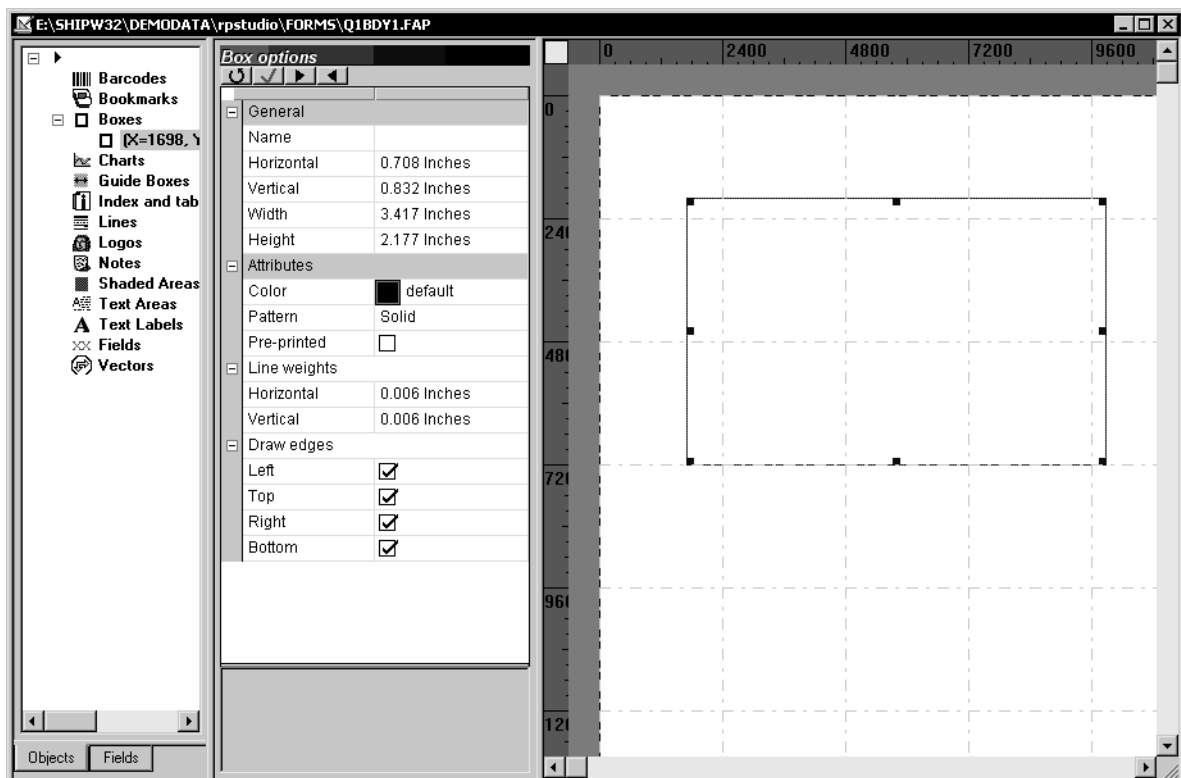 E:\SHIPW32\DEMODATA\rpstudio\FORMS\Q1BDY1.FAP
Barcodes
Bookmarks
Boxes
(X=1698, Y
Charts
Guide Boxes
Index and tab
Lines
Logos
Notes
Shaded Areas
Text Areas
Text Labels
Fields
Vectors
Objects
Fields
Box options
General
Name
Horizontal 0.708 Inches
Vertical 0.832 Inches
Width 3.417 Inches
Height 2.177 Inches
Attributes
Color default
Pattern Solid
Pre-printed
Line weights
Horizontal 0.006 Inches
Vertical 0.006 Inches
Draw edges
Left
Top
Right
Bottom
0 2400 4800 7200 9600
0
240
480
720
960
120